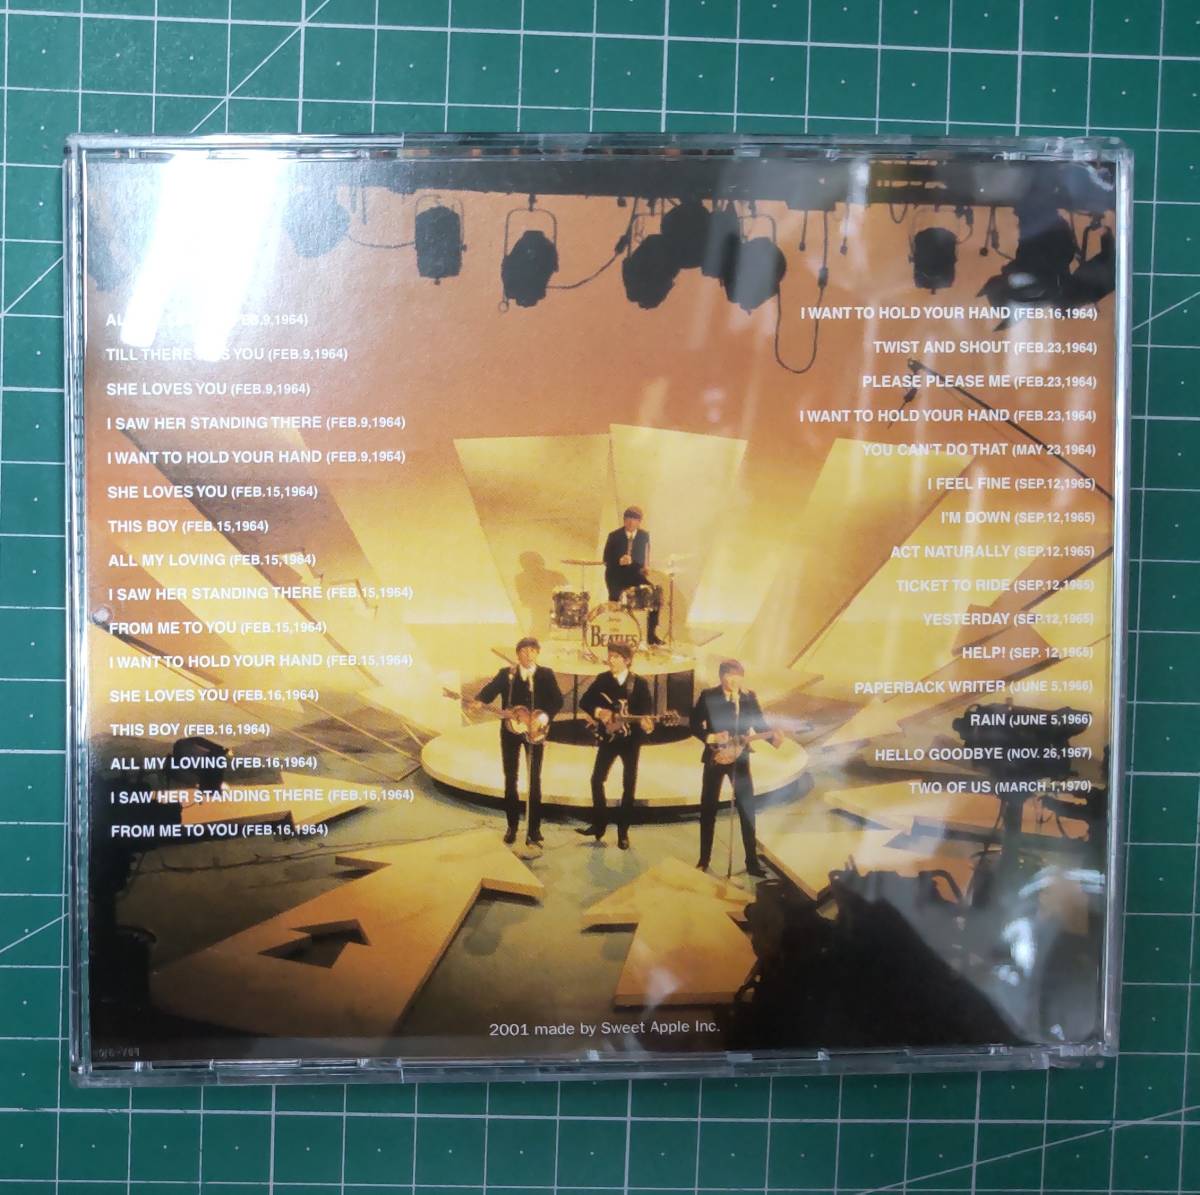 AL FEB.9,1964)
TILL THERE WAS YOU (FEB.9,1964)
SHE LOVES YOU (FEB.9,1964)
I SAW HER STANDING THERE (FEB.9,1964)
I WANT TO HOLD YOUR HAND (FEB.9,1964)
SHE LOVES YOU (FEB.15,1964)
THIS BOY (FEB.15,1964)
ALL MY LOVING (FEB.15,1964)
I SAW HER STANDING THERE (FEB.15,1964)
FROM ME TO YOU (FEB.15,1964)
I WANT TO HOLD YOUR HAND (FEB.15,1964)
SHE LOVES YOU (FEB.16,1964)
THIS BOY (FEB.16,1964)
ALL MY LOVING (FEB.16,1964)
I SAW HER STANDING THERE (FEB.16,1964)
FROM ME TO YOU (FEB.16,1964)
I WANT TO HOLD YOUR HAND (FEB.16,1964)
TWIST AND SHOUT (FEB.23,1964)
PLEASE PLEASE ME (FEB.23,1964)
I WANT TO HOLD YOUR HAND (FEB.23,1964)
YOU CAN'T DO THAT (MAY 23,1964)
I FEEL FINE (SEP.12,1965)
I'M DOWN (SEP.12,1965)
ACT NATURALLY (SEP.12,1965)
TICKET TO RIDE (SEP.12,1965)
YESTERDAY (SEP.12,1965)
HELP! (SEP. 12,1965)
PAPERBACK WRITER (JUNE 5,1966)
RAIN (JUNE 5,1966)
HELLO GOODBYE (NOV. 26,1967)
TWO OF US (MARCH 1,1970)
THE
BEATLES
2001 made by Sweet Apple Inc.